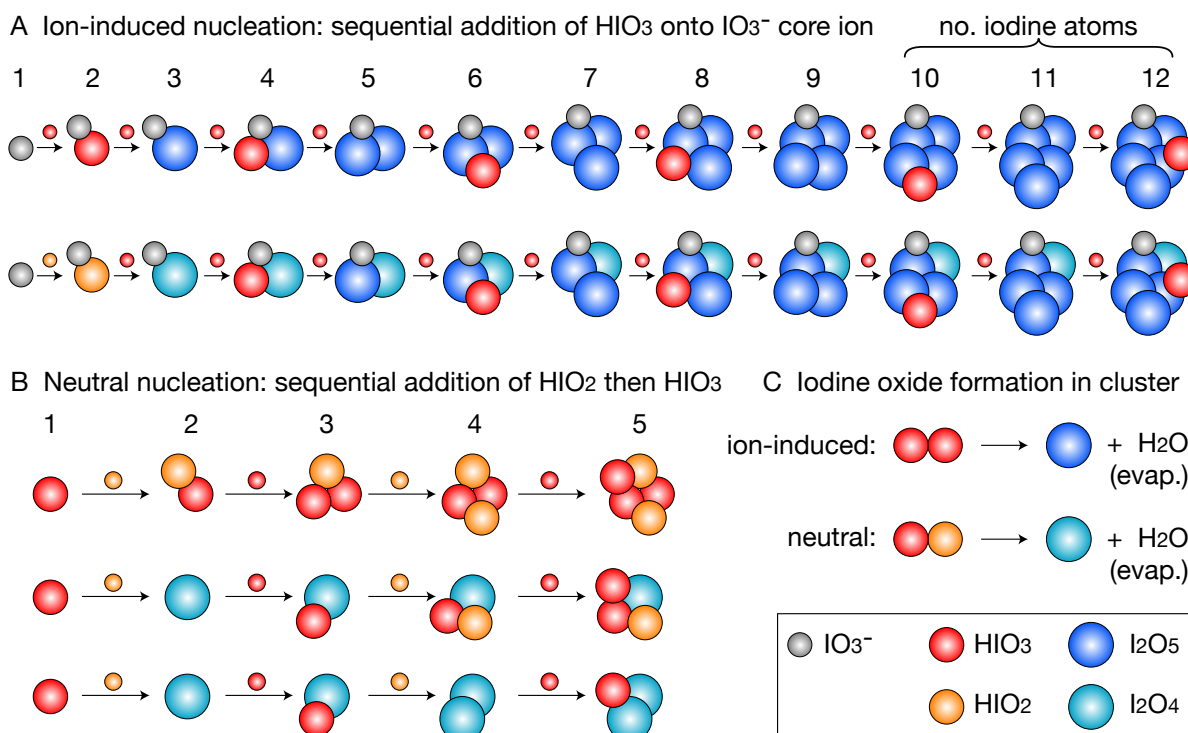 A Ion-induced nucleation: sequential addition of HIO3 onto IO3- core ion
no. iodine atoms
1 2 3 4 5 6 7 8 9 10 11 12
B Neutral nucleation: sequential addition of HIO2 then HIO3
1 2 3 4 5
C Iodine oxide formation in cluster
ion-induced:
+ H2O
(evap.)
neutral:
+ H2O
(evap.)
IO3-
HIO3
I2O5
HIO2
I2O4